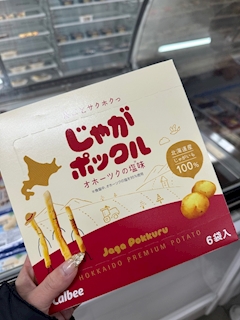 サクホクっ
じゃが
ポックル
オホーツクの塩味
北海道産
じゃがいも
100%
Jaga Pokkuru
HOKKAIDO PREMIUM POTATO
Calbee
6袋入